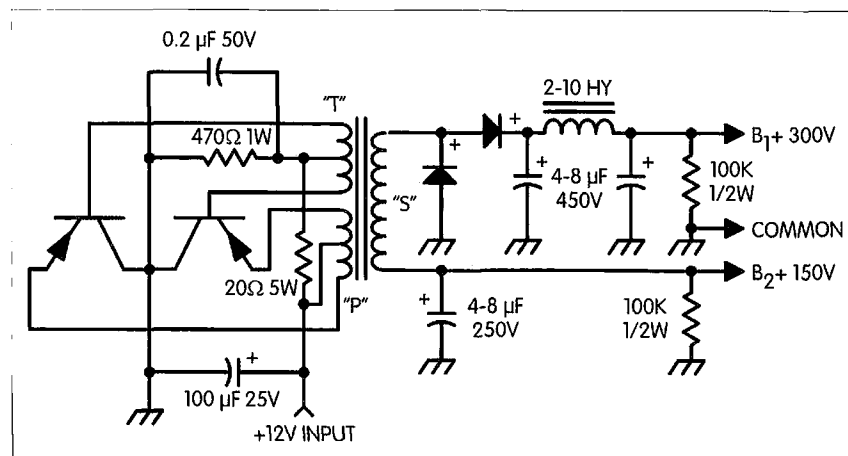 0.2 µF 50V
"T"
2-10 HY
470Ω 1W
B1+ 300V
4-8 µF
450V
100K
1/2W
"S"
COMMON
20Ω 5W
"P"
B2+ 150V
4-8 µF
250V
100K
1/2W
100 µF 25V
+12V INPUT
+
+
+
+
+
+